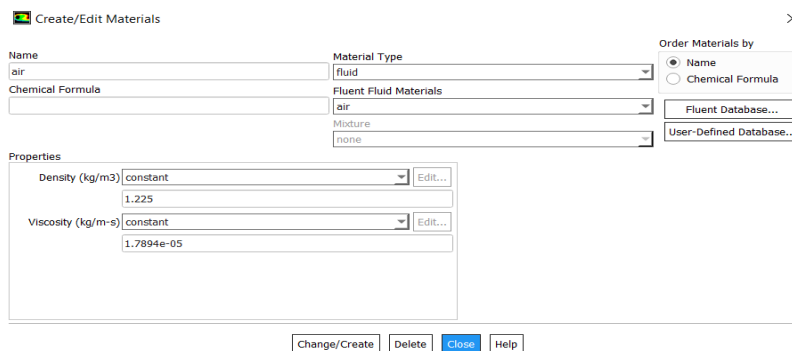 Create/Edit Materials
Name
Material Type
Order Materials by
air
fluid
Name
Chemical Formula
Fluent Fluid Materials
Chemical Formula
air
Fluent Database...
Mixture
none
User-Defined Database..
Properties
Density (kg/m3) constant Edit...
1.225
Viscosity (kg/m-s) constant Edit...
1.7894e-05
Change/Create Delete Close Help